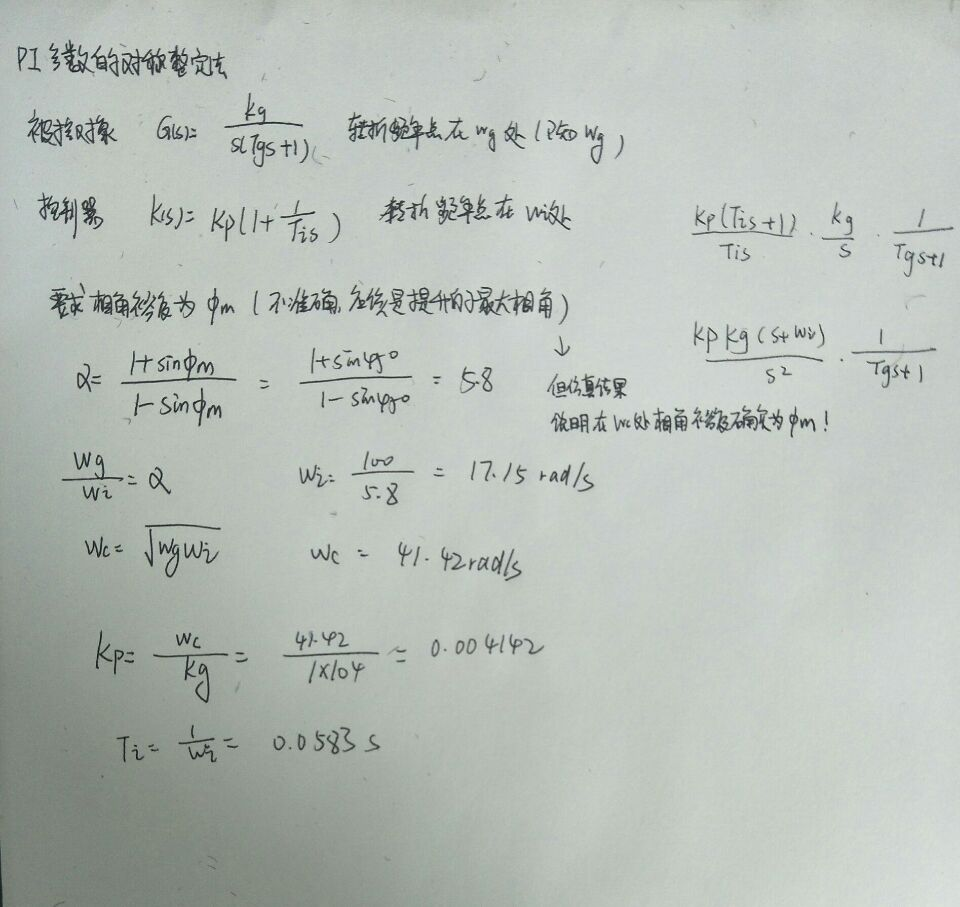 PI参数的对称整定法
被控对象 G(s)= kg / s(Tgs+1) 转折频率点在wg处(已知wg)
控制器 K(s)= Kp(1+ 1/Tis) 转折频率点在wi处
Kp(Tis+1)/Tis · kg/s · 1/Tgs+1
要求相角裕度为φm(不准确,应该是提升的最大相角)
Kp Kg(s+wi)/s² · 1/Tgs+1
α= 1+sinφm / 1-sinφm = 1+sin45° / 1-sin45° = 5.8
↓
但仿真结果
说明在wc处相角裕度确实为φm!
wg/wi = α wi= 100/5.8 = 17.15 rad/s
wc= √wgwi wc = 41.42 rad/s
Kp= wc/kg = 41.42/1×104 = 0.004142
Ti= 1/wi = 0.0583 s